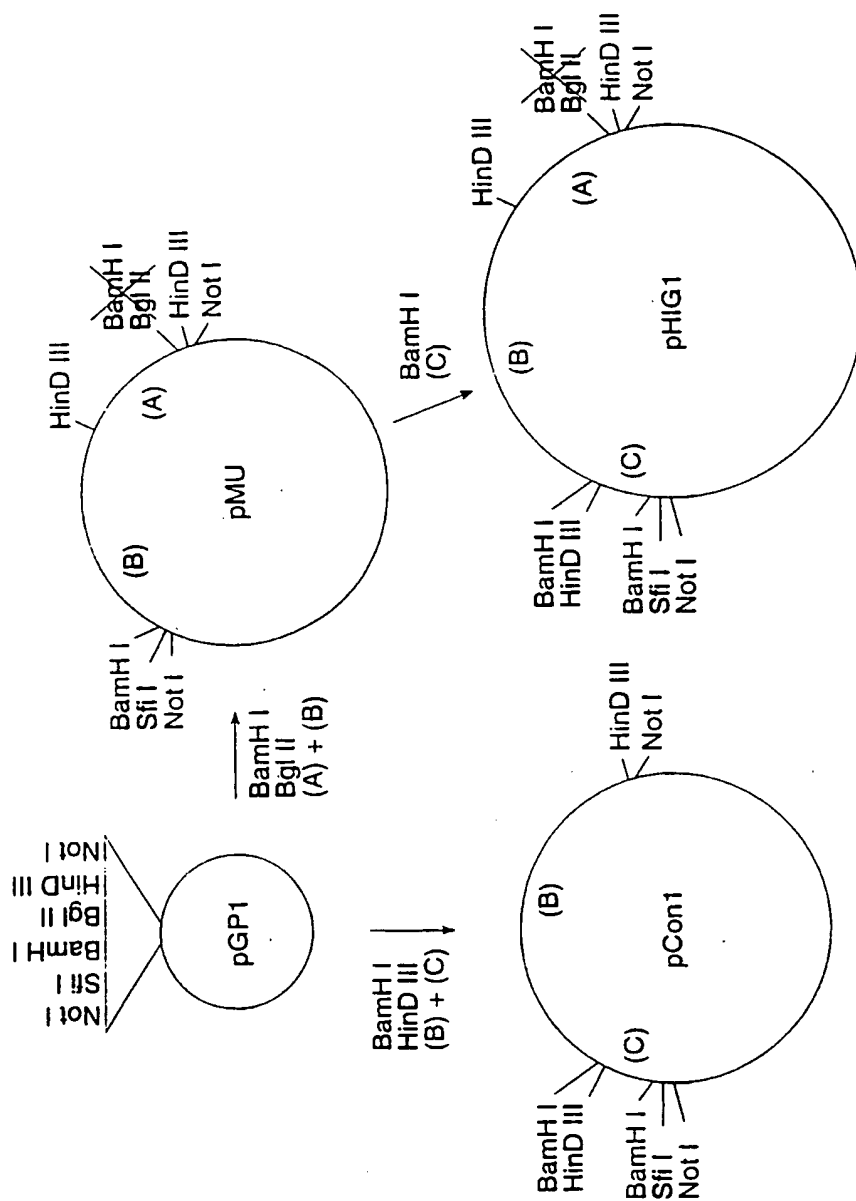 Not I
Sfi I
BamH I
Bgl II
HinD III
Not I
pGP1
BamH I
Bgl II
(A) + (B)
BamH I
Sfi I
Not I
(B)
pMU
(A)
HinD III
BamH I
Bgl II
HinD III
Not I
BamH I
HinD III
(B) + (C)
BamH I
(C)
BamH I
HinD III
BamH I
Sfi I
Not I
(C)
(B)
pCon1
HinD III
Not I
BamH I
HinD III
BamH I
Sfi I
Not I
(C)
(B)
pHIG1
(A)
HinD III
BamH I
Bgl II
HinD III
Not I